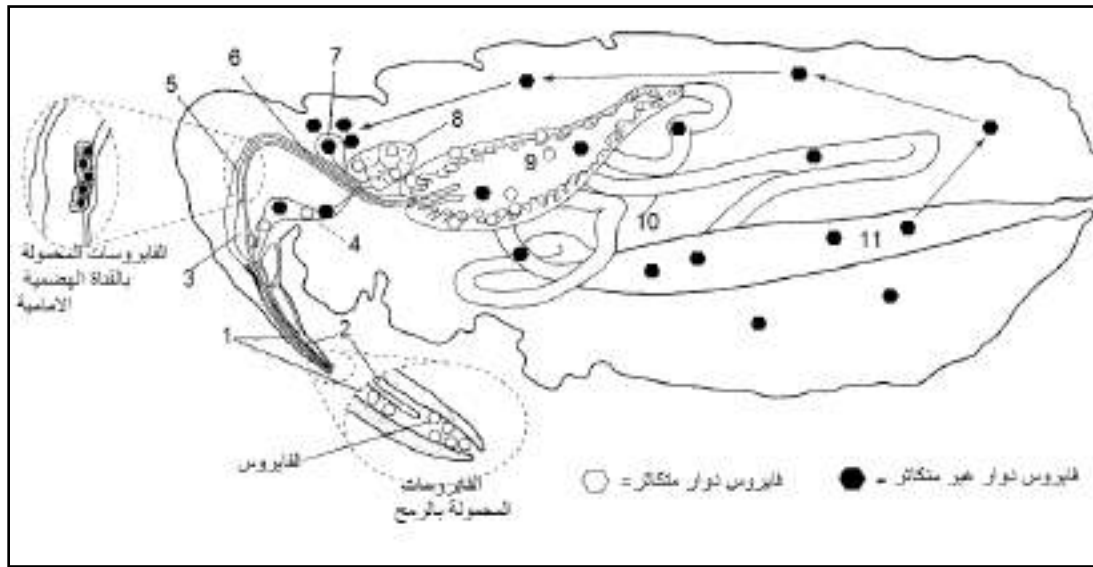 7
6
5
8
9
10
11
الفايروسات المحمولة
بالقناة الهضمية
الامامية
4
3
1
2
الفايروس
الفايروسات
المحمولة بالرمح
فايروس دوار متكاثر=
فايروس دوار غير متكاثر =